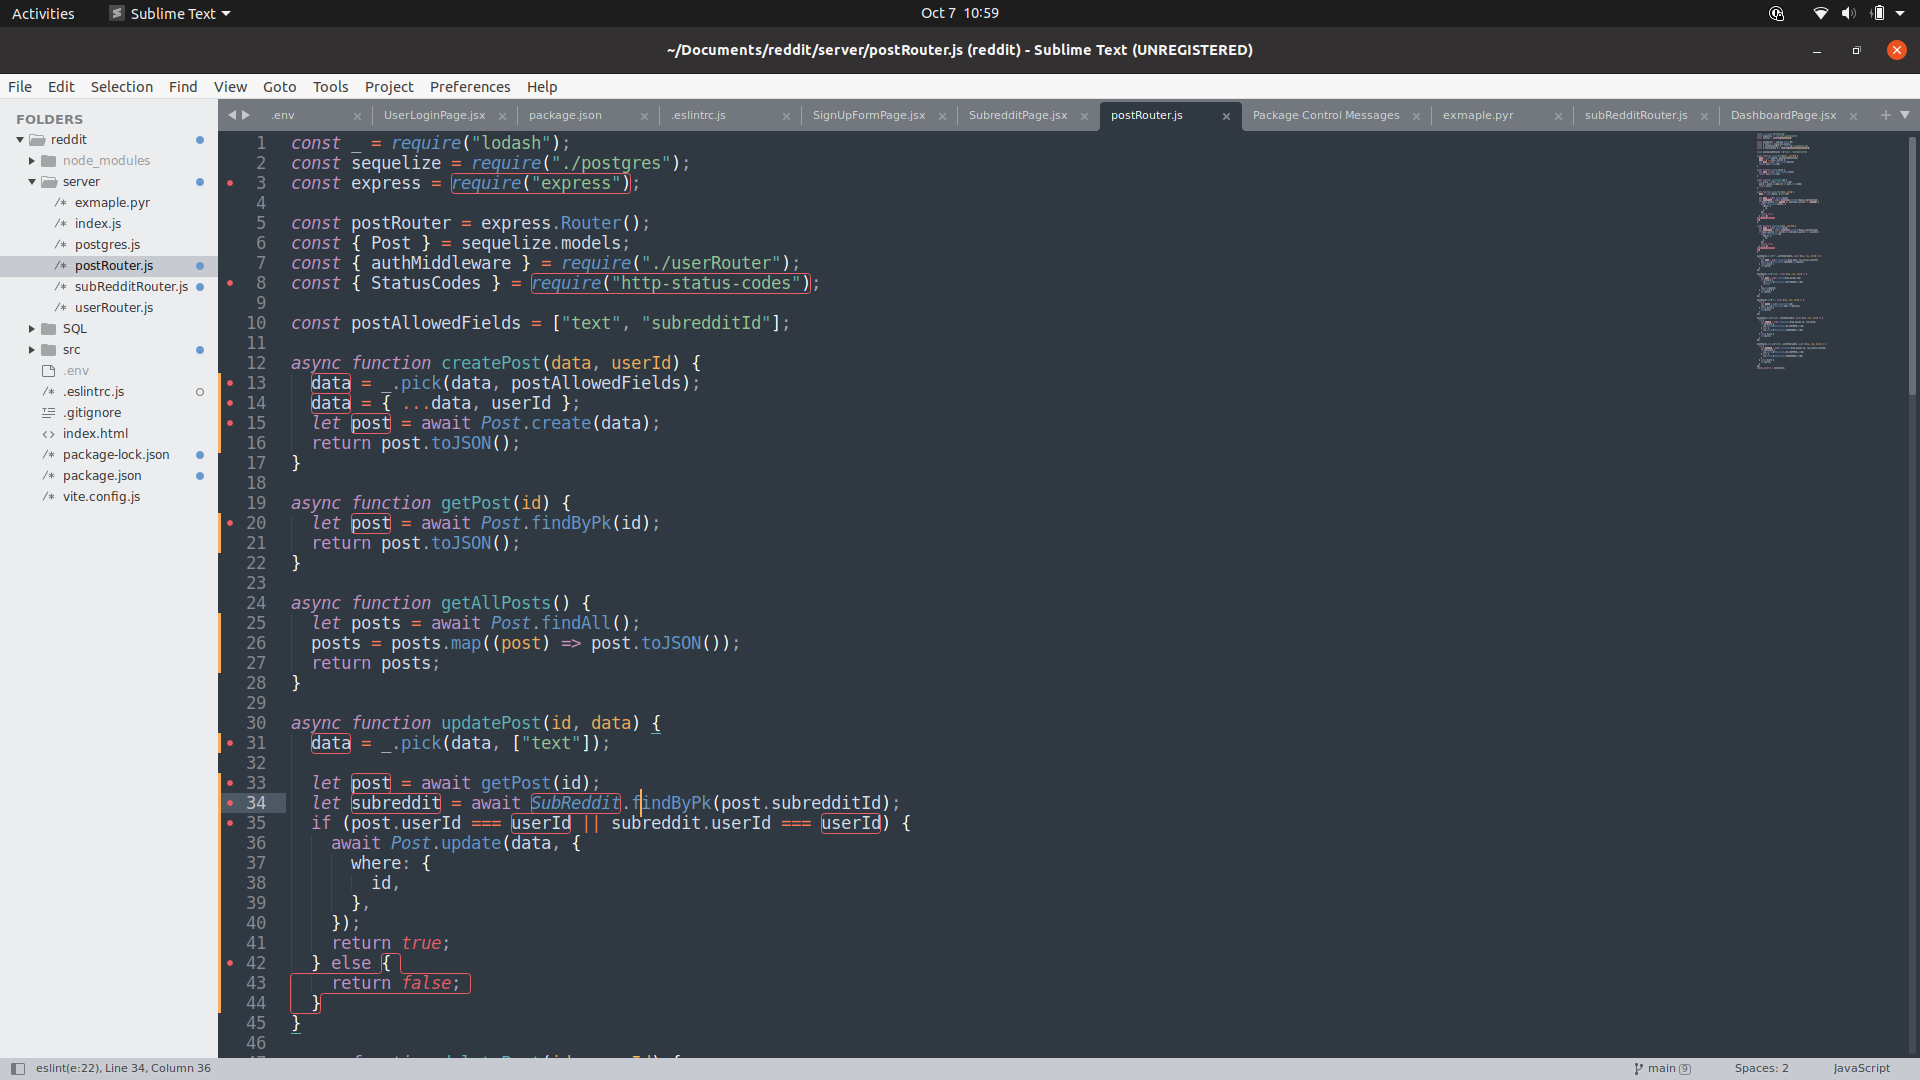 Activities
Sublime Text
Oct 7 10:59
~/Documents/reddit/server/postRouter.js (reddit) - Sublime Text (UNREGISTERED)
File Edit Selection Find View Goto Tools Project Preferences Help
FOLDERS
reddit
node_modules
server
/* exmaple.pyr
/* index.js
/* postgres.js
/* postRouter.js
/* subRedditRouter.js
/* userRouter.js
SQL
src
.env
/* .eslintrc.js
.gitignore
<> index.html
/* package-lock.json
/* package.json
/* vite.config.js
.env UserLoginPage.jsx package.json .eslintrc.js SignUpFormPage.jsx SubredditPage.jsx postRouter.js Package Control Messages exmaple.pyr subRedditRouter.js DashboardPage.jsx
1 const _ = require("lodash");
2 const sequelize = require("./postgres");
3 const express = require("express");
4
5 const postRouter = express.Router();
6 const { Post } = sequelize.models;
7 const { authMiddleware } = require("./userRouter");
8 const { StatusCodes } = require("http-status-codes");
9
10 const postAllowedFields = ["text", "subredditId"];
11
12 async function createPost(data, userId) {
13 data = _.pick(data, postAllowedFields);
14 data = { ...data, userId };
15 let post = await Post.create(data);
16 return post.toJSON();
17 }
18
19 async function getPost(id) {
20 let post = await Post.findByPk(id);
21 return post.toJSON();
22 }
23
24 async function getAllPosts() {
25 let posts = await Post.findAll();
26 posts = posts.map((post) => post.toJSON());
27 return posts;
28 }
29
30 async function updatePost(id, data) {
31 data = _.pick(data, ["text"]);
32
33 let post = await getPost(id);
34 let subreddit = await SubReddit.findByPk(post.subredditId);
35 if (post.userId === userId || subreddit.userId === userId) {
36 await Post.update(data, {
37 where: {
38 id,
39 },
40 });
41 return true;
42 } else {
43 return false;
44 }
45 }
46
eslint(e:22), Line 34, Column 36
main 9
Spaces: 2
JavaScript